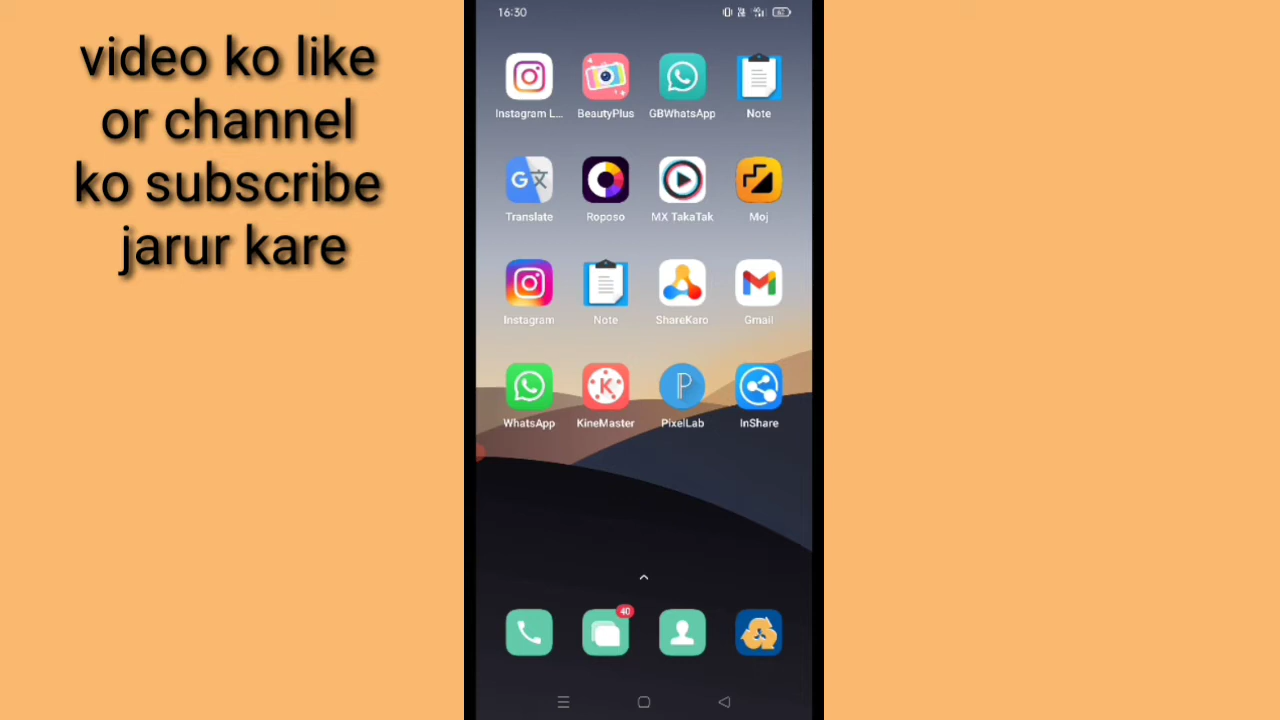 video ko like
or channel
ko subscribe
jarur kare
16:30
Instagram L...
BeautyPlus
GBWhatsApp
Note
Translate
Roposo
MX TakaTak
Moj
Instagram
Note
ShareKaro
Gmail
WhatsApp
KineMaster
PixelLab
InShare
40